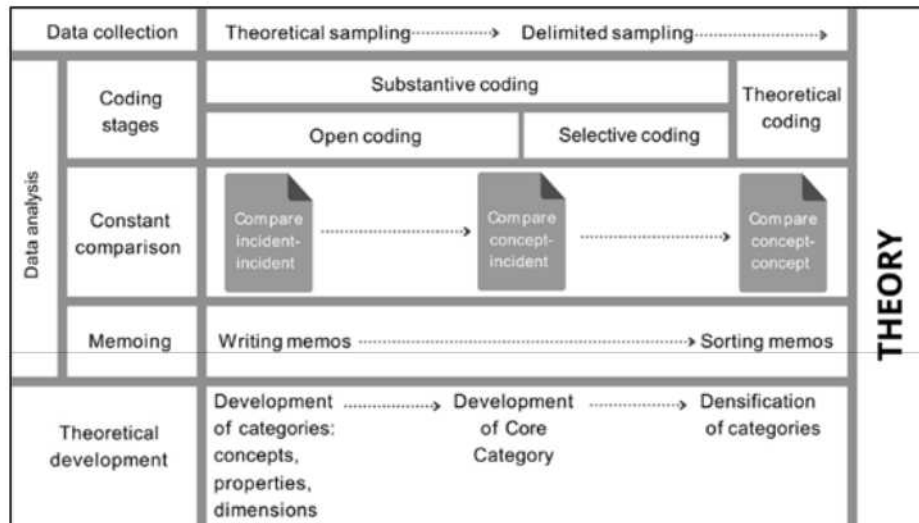 Data collection
Theoretical sampling
Delimited sampling
Data analysis
Coding
stages
Substantive coding
Open coding
Selective coding
Theoretical
coding
Constant
comparison
Compare
incident-
incident
Compare
concept-
incident
Compare
concept-
concept
Memoing
Writing memos
Sorting memos
Theoretical
development
Development
of categories:
concepts,
properties,
dimensions
Development
of Core
Category
Densification
of categories
THEORY